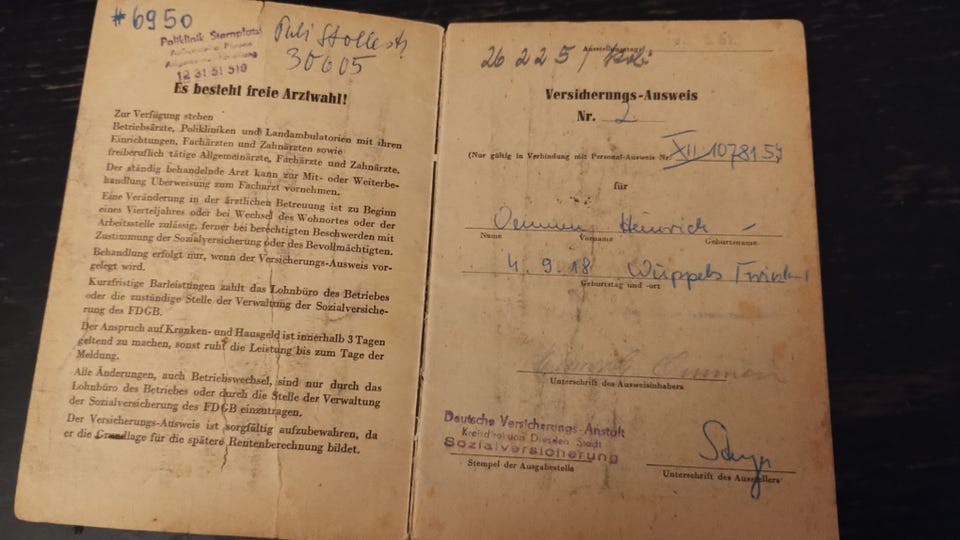 #6950
Poliklinik Stempfatal
12 31 51 510
30605
Es besteht freie Arztwahl!
Zur Verfügung stehen
Betriebsärzte, Polikliniken und Landambulatorien mit ihren
Einrichtungen, Fachärzten und Zahnärzten sowie
freiberuflich tätige Allgemeinärzte, Fachärzte und Zahnärzte.
Der ständig behandelnde Arzt kann zur Mit- oder Weiterbe-
handlung Überweisung zum Facharzt vornehmen.
Eine Veränderung in der ärztlichen Betreuung ist zu Beginn
eines Vierteljahres oder bei Wechsel des Wohnortes oder der
Arbeitsstelle zulässig, ferner bei berechtigten Beschwerden mit
Zustimmung der Sozialversicherung oder des Bevollmächtigten.
Behandlung erfolgt nur, wenn der Versicherungs-Ausweis vor-
gelegt wird.
Kurzfristige Barleistungen zahlt das Lohnbüro des Betriebes
oder die zuständige Stelle der Verwaltung der Sozialversiche-
rung des FDGB.
Der Anspruch auf Kranken- und Hausgeld ist innerhalb 3 Tagen
geltend zu machen, sonst ruht die Leistung bis zum Tage der
Meldung.
Alle Änderungen, auch Betriebswechsel, sind nur durch das
Lohnbüro des Betriebes oder durch die Stelle der Verwaltung
der Sozialversicherung des FDGB einzutragen.
Der Versicherungs-Ausweis ist sorgfältig aufzubewahren, da
er die Grundlage für die spätere Rentenberechnung bildet.
Ausstellungstag
26 225/
Versicherungs-Ausweis
Nr. 2
(Nur gültig in Verbindung mit Personal-Ausweis Nr. XII 1078154
für
Heinrich -
Name Vorname Geburtsname
4. 9. 18 Wuppels
Geburtstag und -ort
Unterschrift des Ausweisinhabers
Deutsche Versicherungs-Anstalt
Kreisdirektion Dresden Stadt
Sozialversicherung
Stempel der Ausgabestelle
Unterschrift des Ausstellers